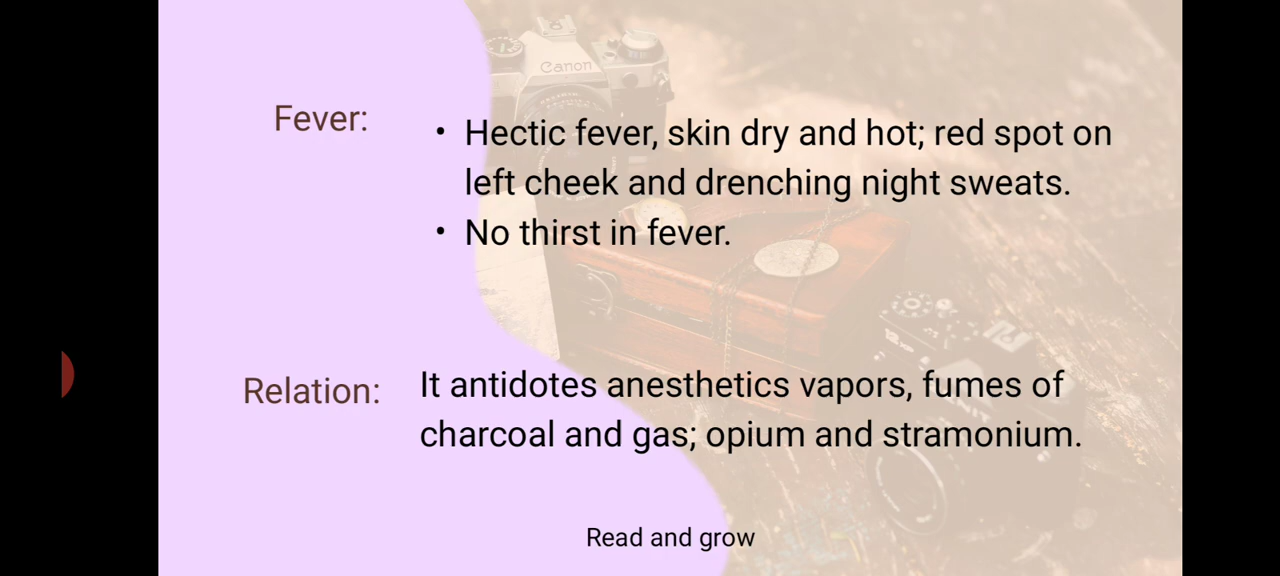 Canon
Fever:
• Hectic fever, skin dry and hot; red spot on
left cheek and drenching night sweats.
• No thirst in fever.
Relation:
It antidotes anesthetics vapors, fumes of
charcoal and gas; opium and stramonium.
Read and grow